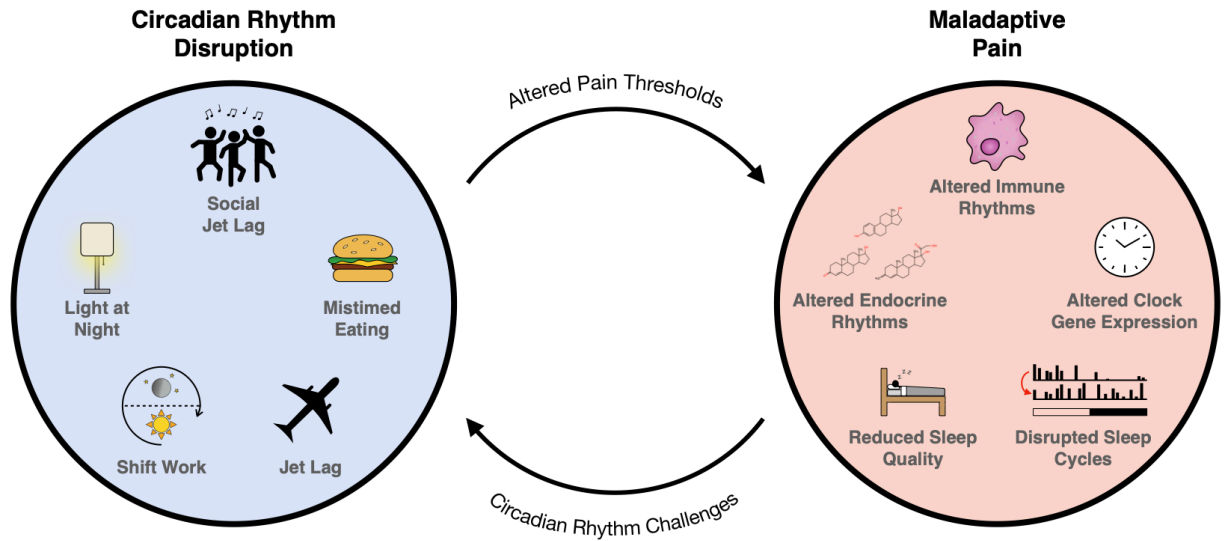 Circadian Rhythm
Disruption
Social
Jet Lag
Light at
Night
Mistimed
Eating
Shift Work
Jet Lag
Altered Pain Thresholds
Circadian Rhythm Challenges
Maladaptive
Pain
Altered Immune
Rhythms
Altered Endocrine
Rhythms
Altered Clock
Gene Expression
Reduced Sleep
Quality
Disrupted Sleep
Cycles